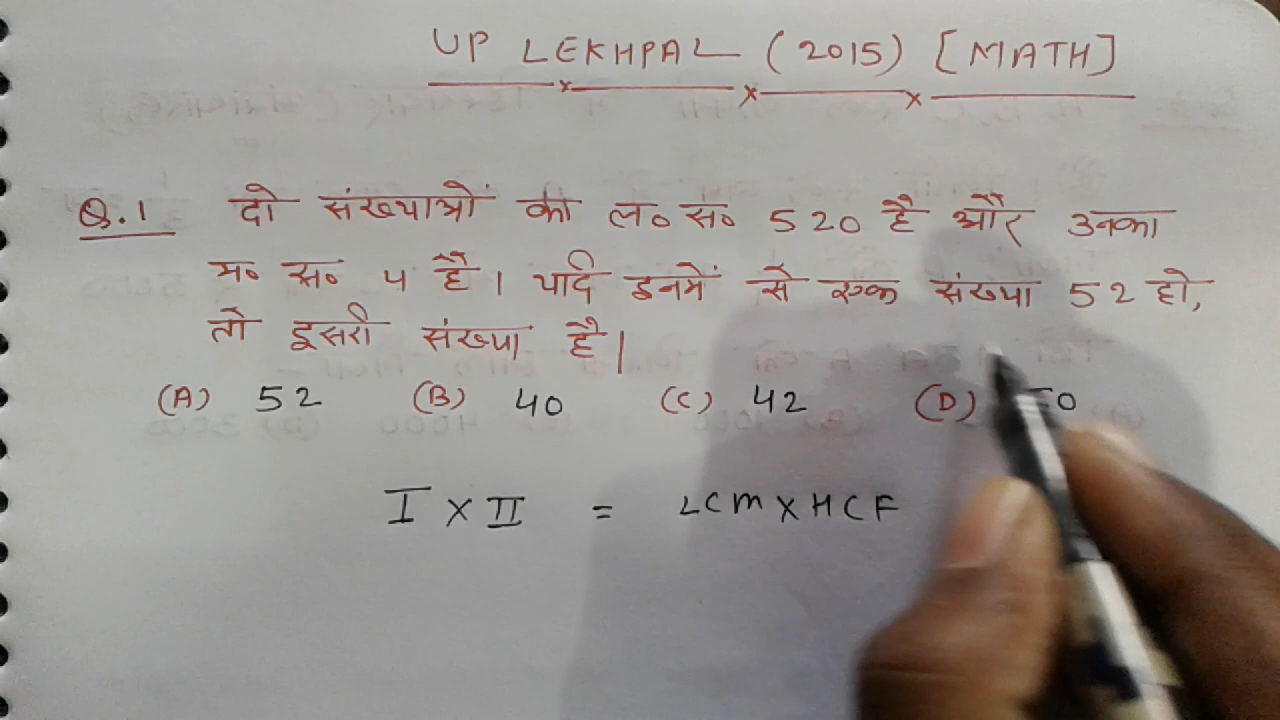 UP LEKHPAL (2015) [MATH]
Q.1 दो संख्याओं का ल० स० 520 है और उनका
म० स० 4 है। यदि इनमें से एक संख्या 52 हो,
तो दूसरी संख्या है।
(A) 52 (B) 40 (C) 42 (D)
I × II = LCM × HCF